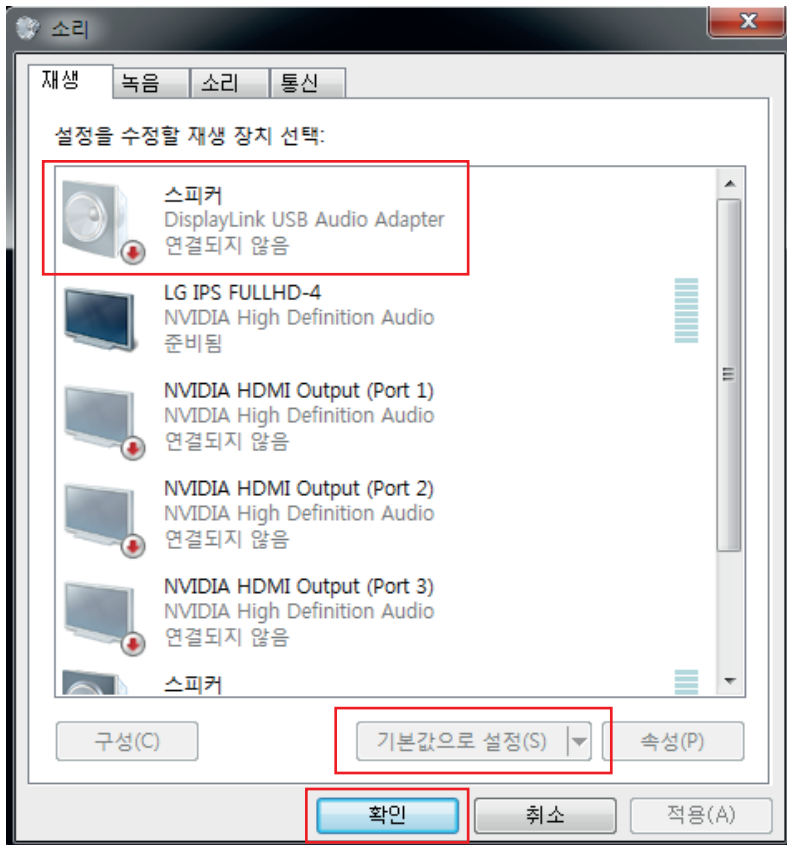 소리
재생
녹음
소리
통신
설정을 수정할 재생 장치 선택:
스피커
DisplayLink USB Audio Adapter
연결되지 않음
LG IPS FULLHD-4
NVIDIA High Definition Audio
준비됨
NVIDIA HDMI Output (Port 1)
NVIDIA High Definition Audio
연결되지 않음
NVIDIA HDMI Output (Port 2)
NVIDIA High Definition Audio
연결되지 않음
NVIDIA HDMI Output (Port 3)
NVIDIA High Definition Audio
연결되지 않음
스피커
구성(C)
기본값으로 설정(S)
속성(P)
확인
취소
적용(A)